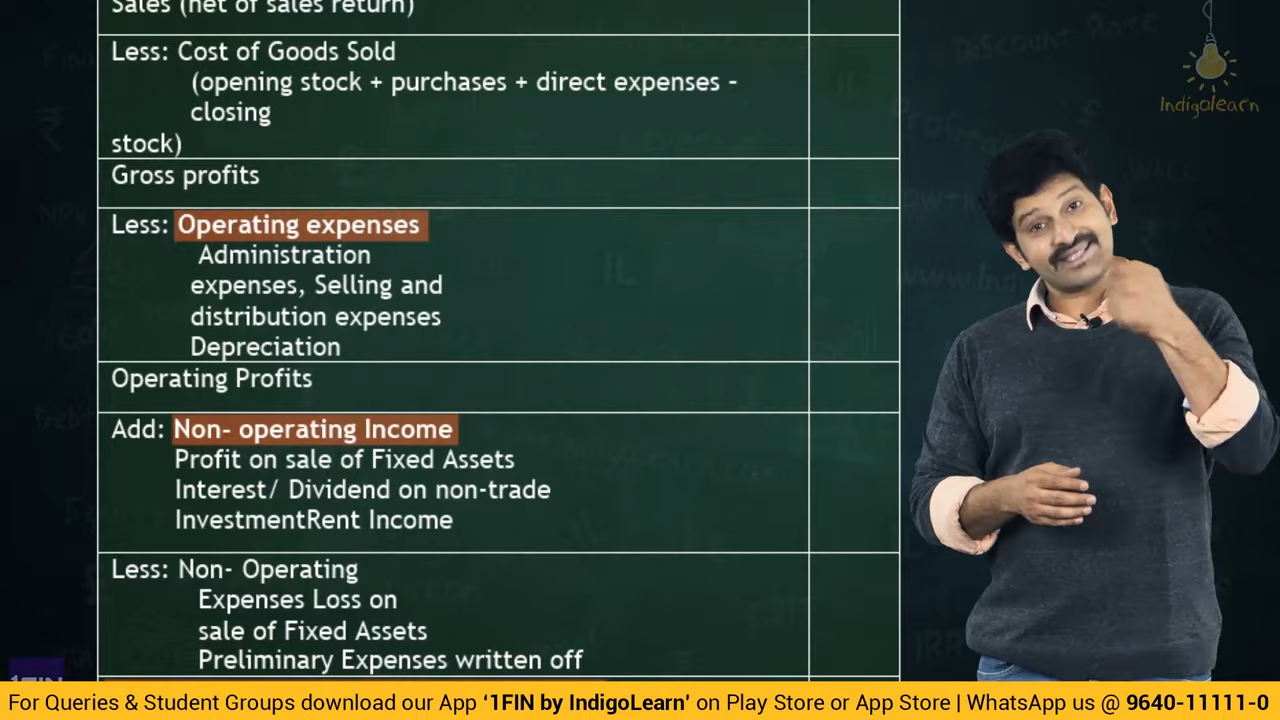 Sales (net of sales return)
Less: Cost of Goods Sold
(opening stock + purchases + direct expenses –
closing
stock)
Gross profits
Less: Operating expenses
Administration
expenses, Selling and
distribution expenses
Depreciation
Operating Profits
Add: Non- operating Income
Profit on sale of Fixed Assets
Interest/ Dividend on non-trade
InvestmentRent Income
Less: Non- Operating
Expenses Loss on
sale of Fixed Assets
Preliminary Expenses written off
Indigolearn
For Queries & Student Groups download our App ‘1FIN by IndigoLearn’ on Play Store or App Store | WhatsApp us @ 9640-11111-0